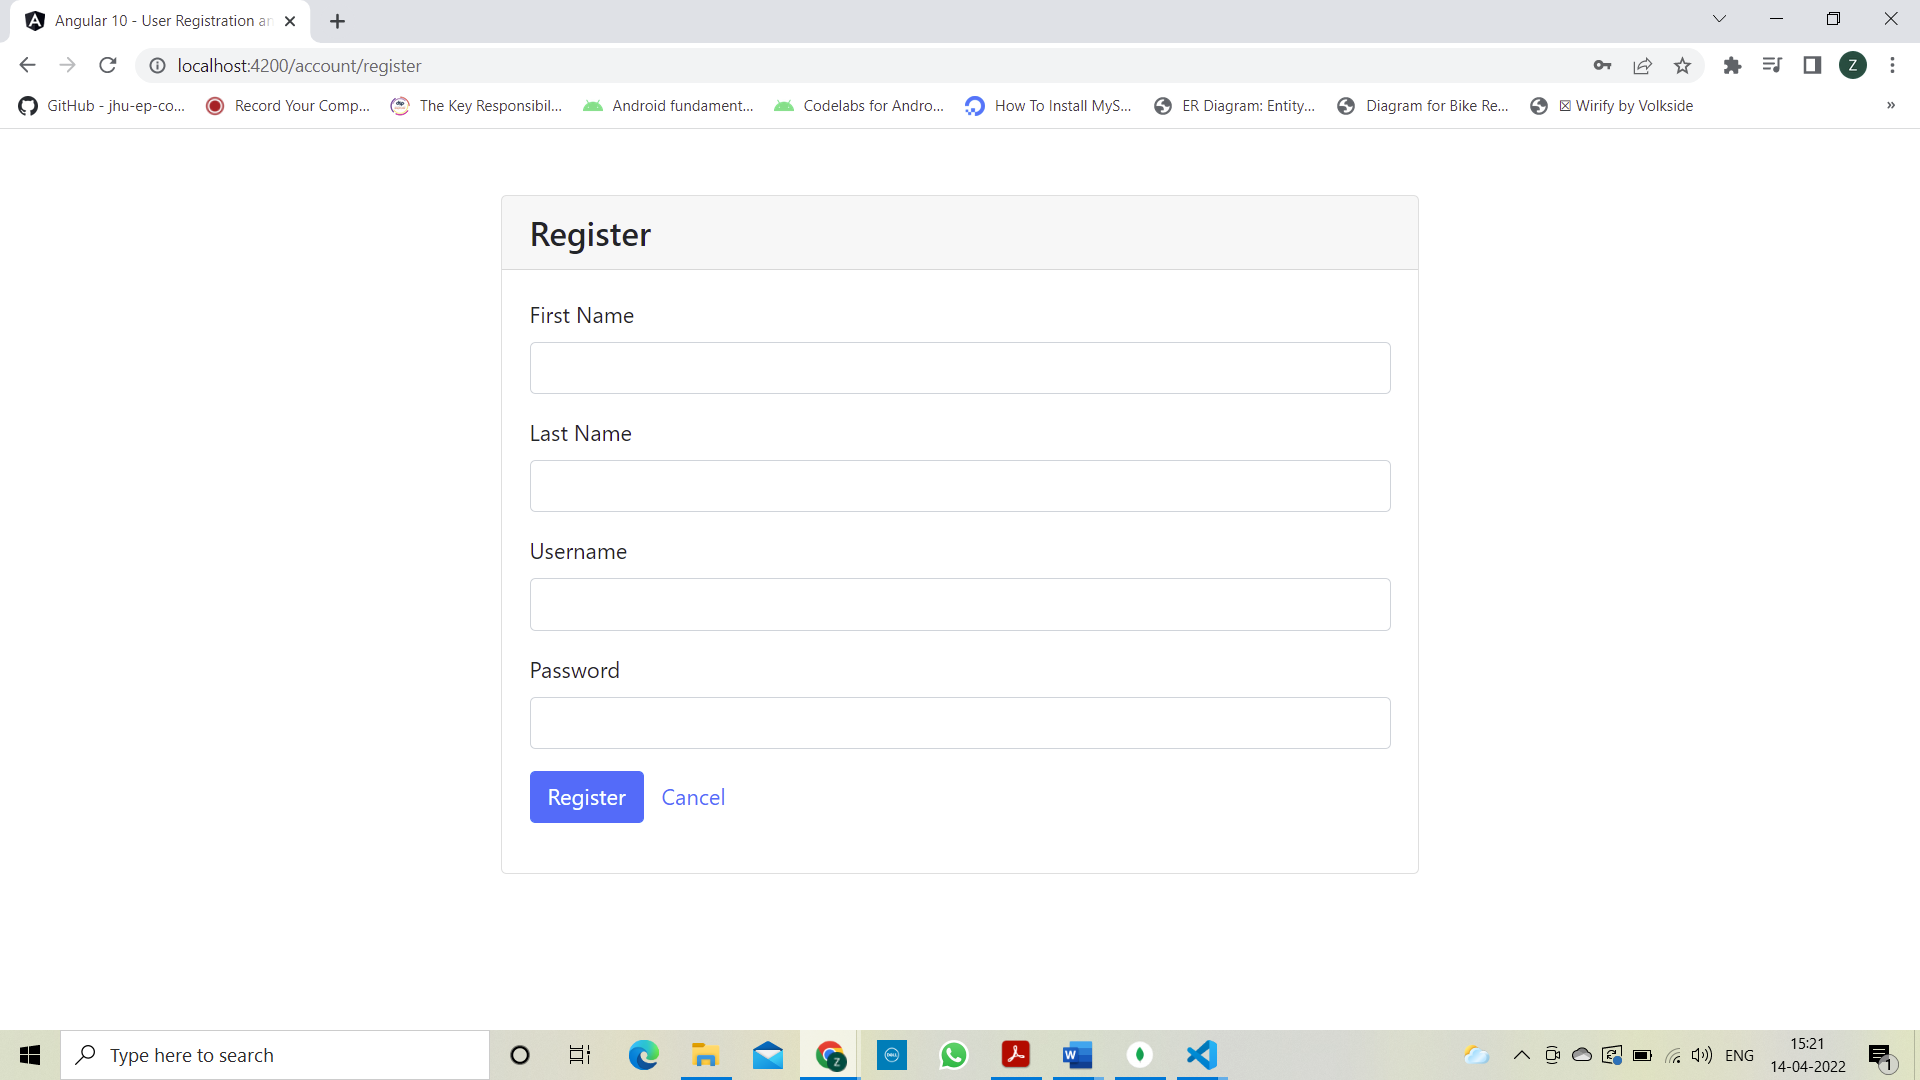 Angular 10 - User Registration an
localhost:4200/account/register
Z
GitHub - jhu-ep-co...
Record Your Comp...
The Key Responsibil...
Android fundament...
Codelabs for Andro...
How To Install MyS...
ER Diagram: Entity...
Diagram for Bike Re...
Wirify by Volkside
»
Register
First Name
Last Name
Username
Password
Register Cancel
Type here to search
ENG
15:21
14-04-2022
1